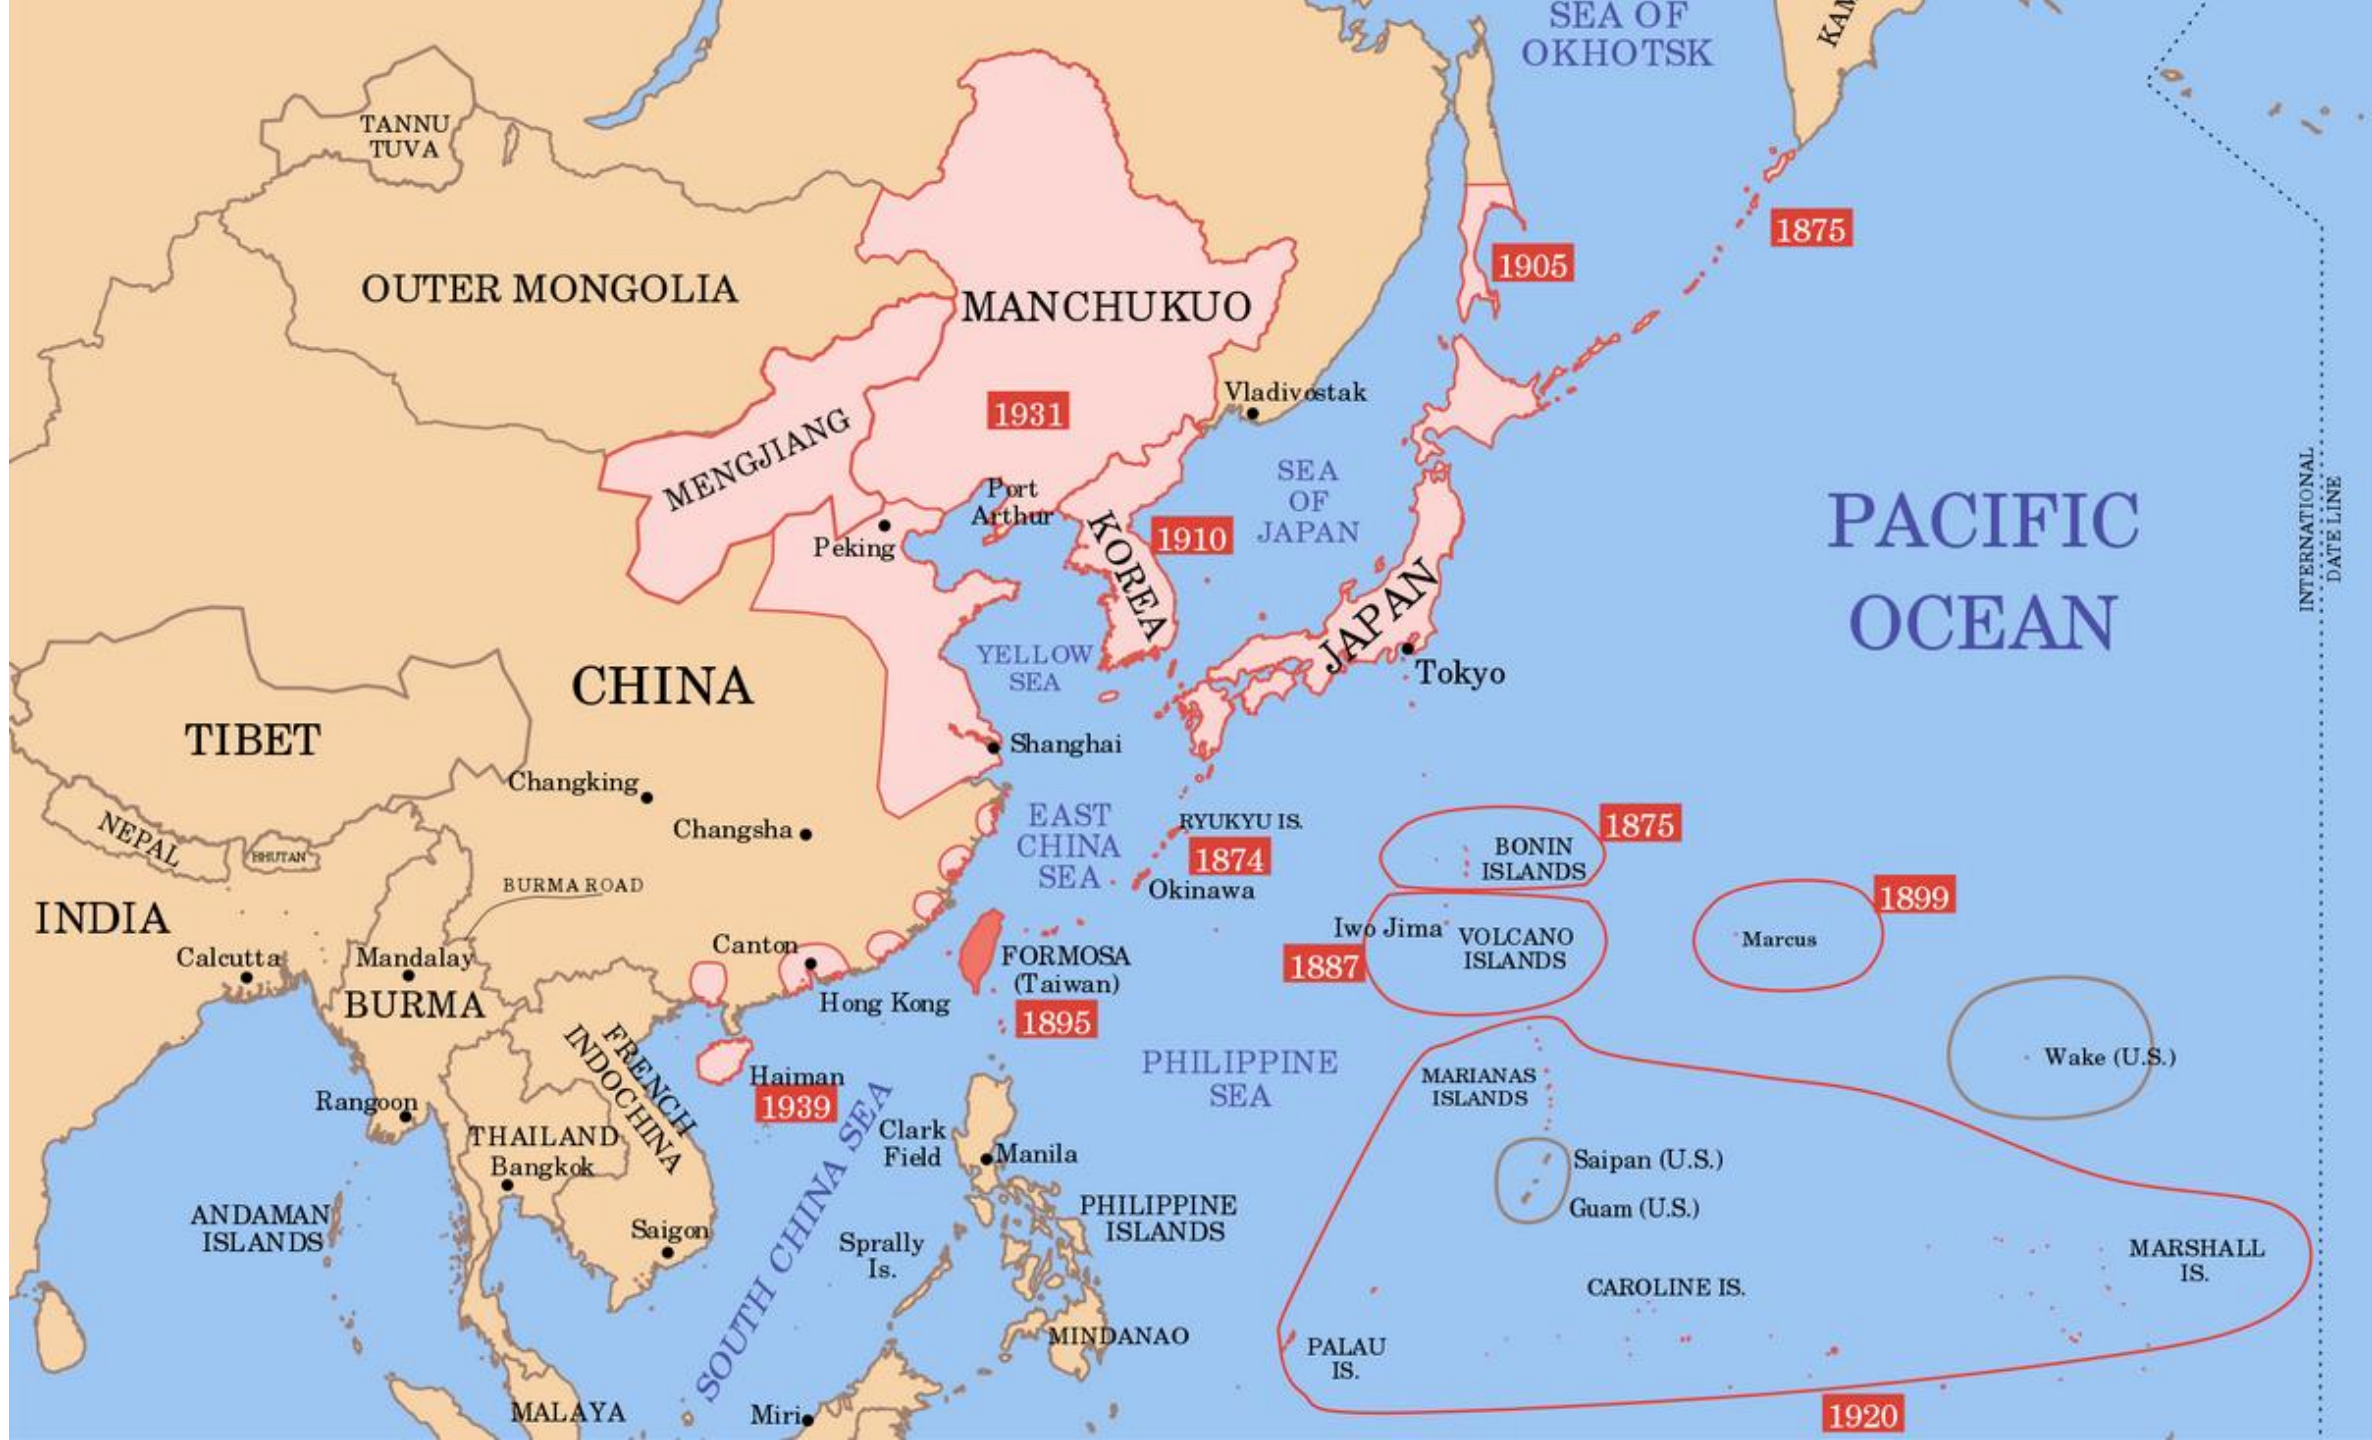 SEA OF
OKHOTSK
KAM
TANNU
TUVA
1875
1905
OUTER MONGOLIA
MANCHUKUO
1931
Vladivostak
MENGJIANG
SEA
OF
JAPAN
Port
Arthur
Peking
KOREA
1910
JAPAN
PACIFIC
OCEAN
INTERNATIONAL
DATE LINE
YELLOW
SEA
Tokyo
CHINA
TIBET
Shanghai
Changking
Changsha
NEPAL
BHUTAN
BURMA ROAD
EAST
CHINA
SEA
RYUKYU IS.
1874
Okinawa
1875
BONIN
ISLANDS
1899
Marcus
Iwo Jima
VOLCANO
ISLANDS
1887
INDIA
Calcutta
Mandalay
BURMA
Canton
Hong Kong
FORMOSA
(Taiwan)
1895
FRENCH
INDOCHINA
Haiman
1939
PHILIPPINE
SEA
MARIANAS
ISLANDS
Wake (U.S.)
Rangoon
THAILAND
Bangkok
Clark
Field
Manila
SOUTH CHINA SEA
Saipan (U.S.)
Guam (U.S.)
ANDAMAN
ISLANDS
Saigon
Sprally
Is.
PHILIPPINE
ISLANDS
MARSHALL
IS.
CAROLINE IS.
MINDANAO
PALAU
IS.
MALAYA
Miri
1920